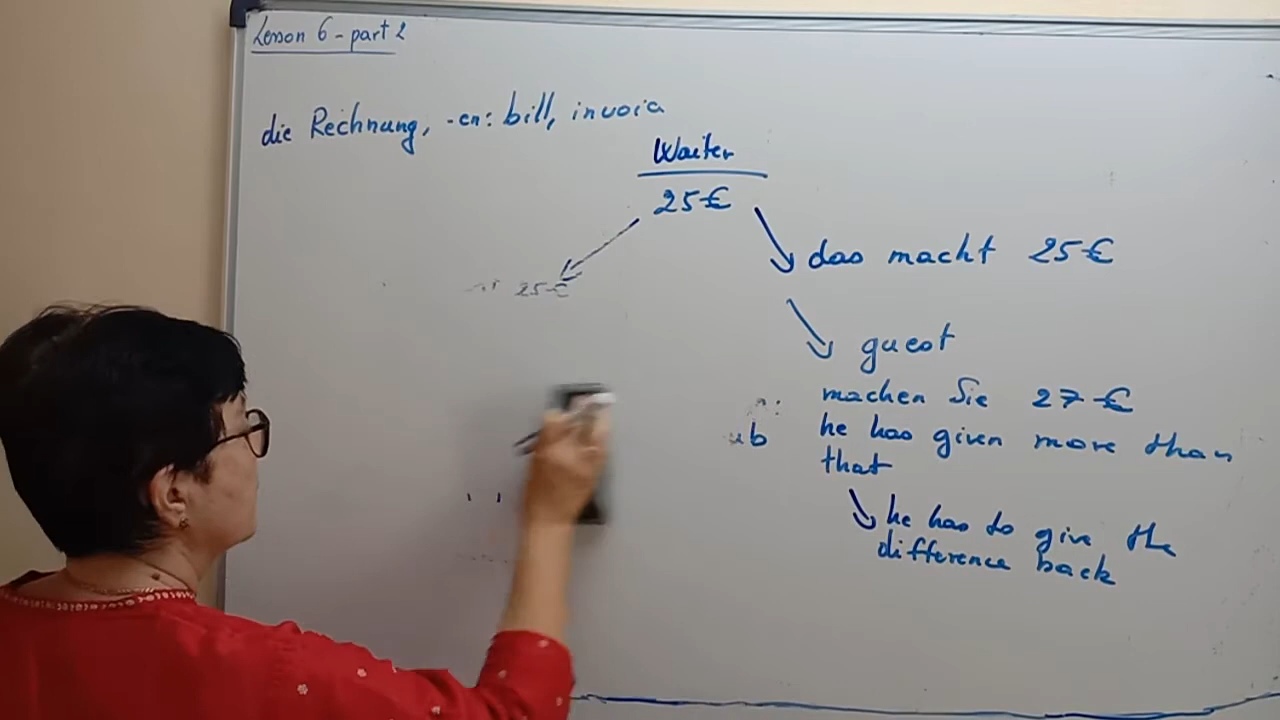 Lesson 6 - part 2
die Rechnung, -en: bill, invoia
Waiter
25€
das macht 25€
25€
guest
machen Sie 27€
he has given more than
that
he has to give the
difference back